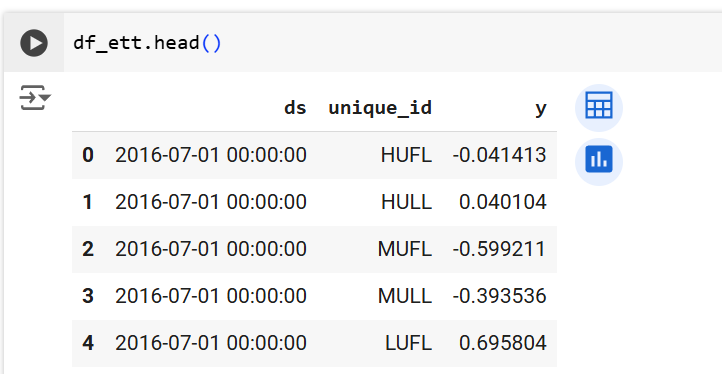 df_ett.head()
ds unique_id y
0 2016-07-01 00:00:00 HUFL -0.041413
1 2016-07-01 00:00:00 HULL 0.040104
2 2016-07-01 00:00:00 MUFL -0.599211
3 2016-07-01 00:00:00 MULL -0.393536
4 2016-07-01 00:00:00 LUFL 0.695804